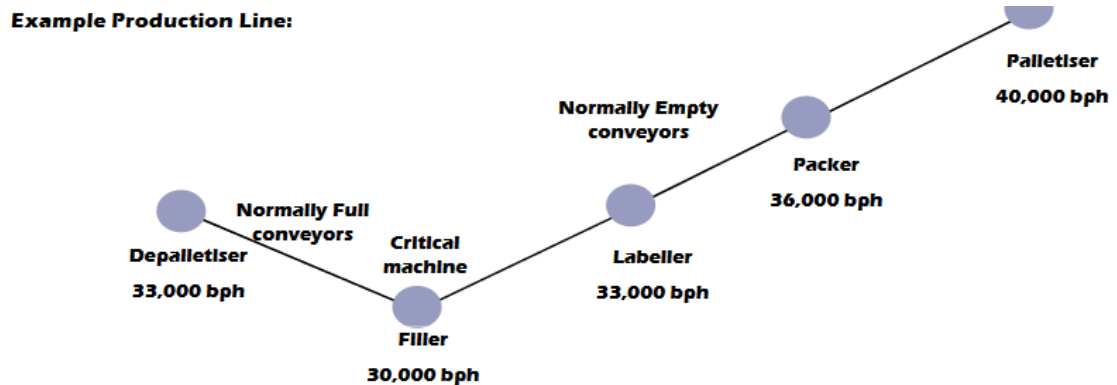 Example Production Line:
Palletiser
40,000 bph
Normally Empty
conveyors
Packer
36,000 bph
Normally Full
conveyors
Critical
machine
Depalletiser
33,000 bph
Labeller
33,000 bph
Filler
30,000 bph